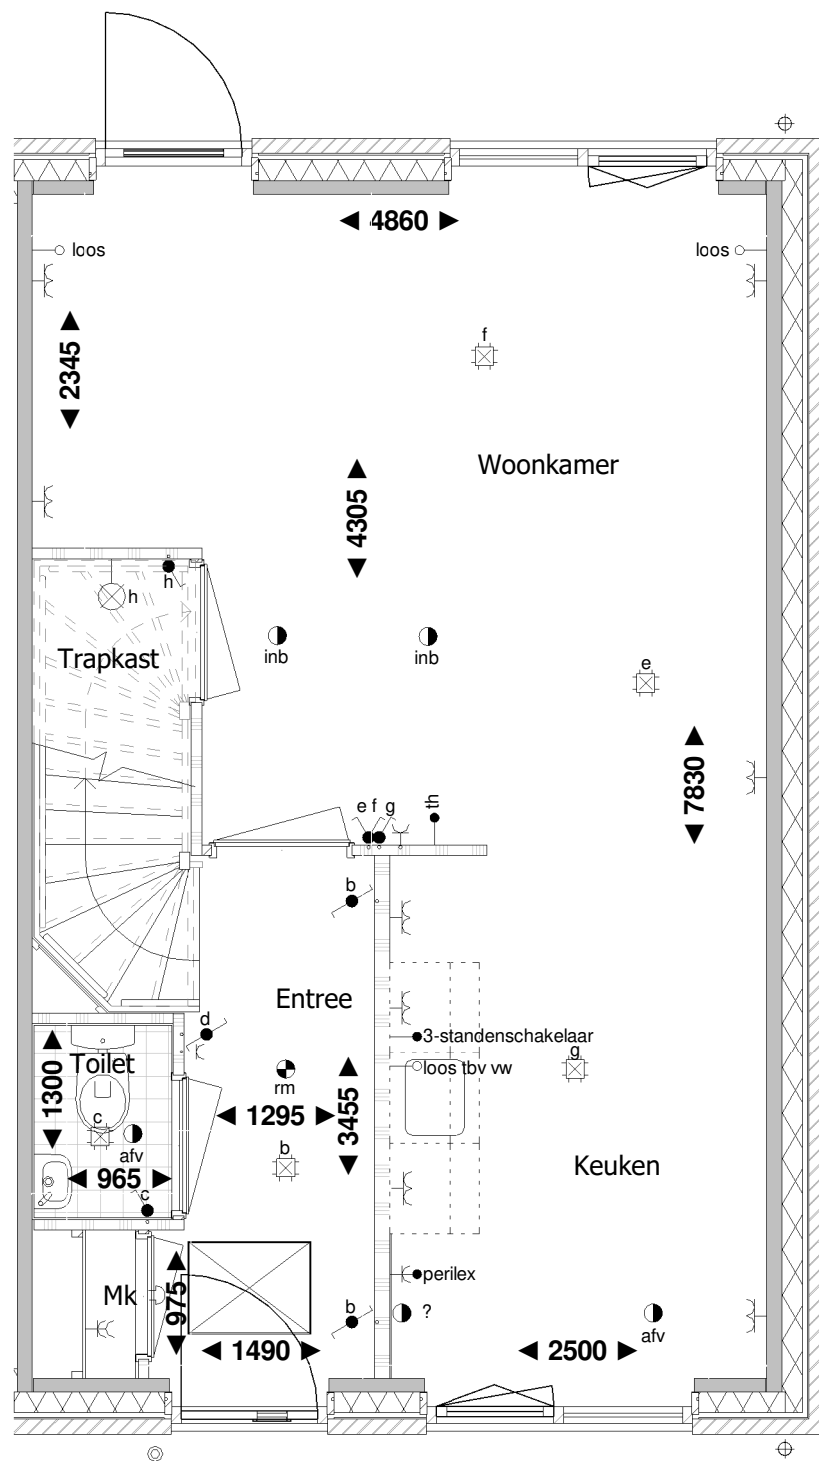 4860
loos
loos
2345
f
Woonkamer
4305
h
h
inb
inb
Trapkast
e
7830
e f g
th
b
Entree
d
3-standenschakelaar
Toilet
g
loos tbv vw
rm
1300
1295
3455
c
afv
b
Keuken
965
c
perilex
Mk
975
b
?
afv
1490
2500